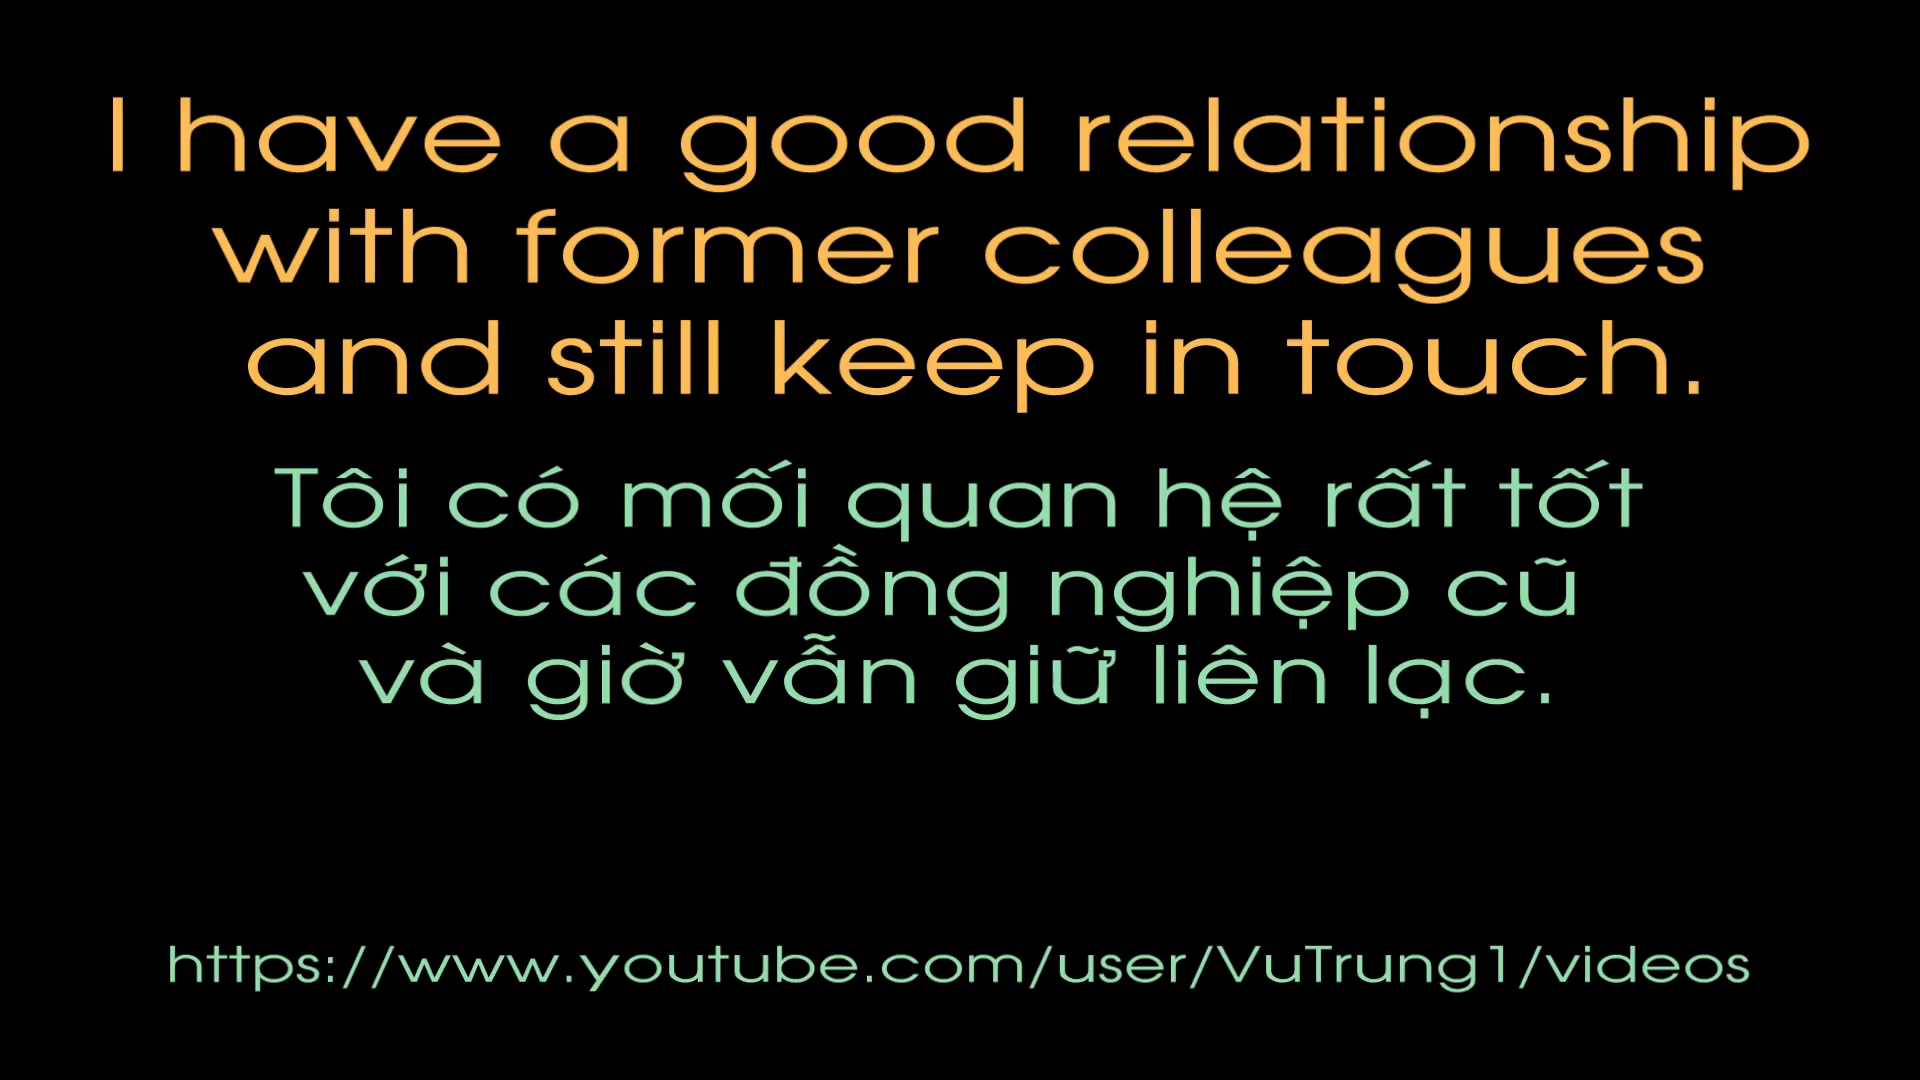 I have a good relationship
with former colleagues
and still keep in touch.
Tôi có mối quan hệ rất tốt
với các đồng nghiệp cũ
và giờ vẫn giữ liên lạc.
https://www.youtube.com/user/VuTrung1/videos